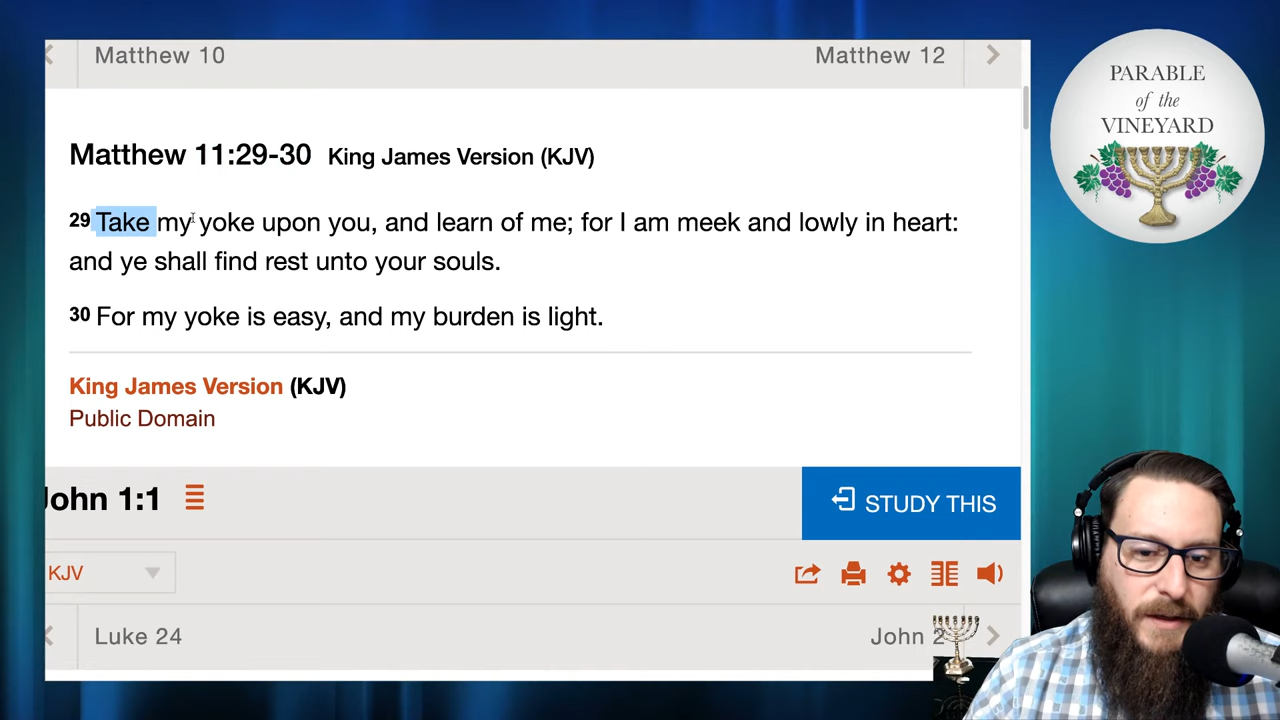 Matthew 10
Matthew 12
PARABLE
of the
VINEYARD
Matthew 11:29-30 King James Version (KJV)
29 Take my yoke upon you, and learn of me; for I am meek and lowly in heart:
and ye shall find rest unto your souls.
30 For my yoke is easy, and my burden is light.
King James Version (KJV)
Public Domain
John 1:1
STUDY THIS
KJV
Luke 24
John 2